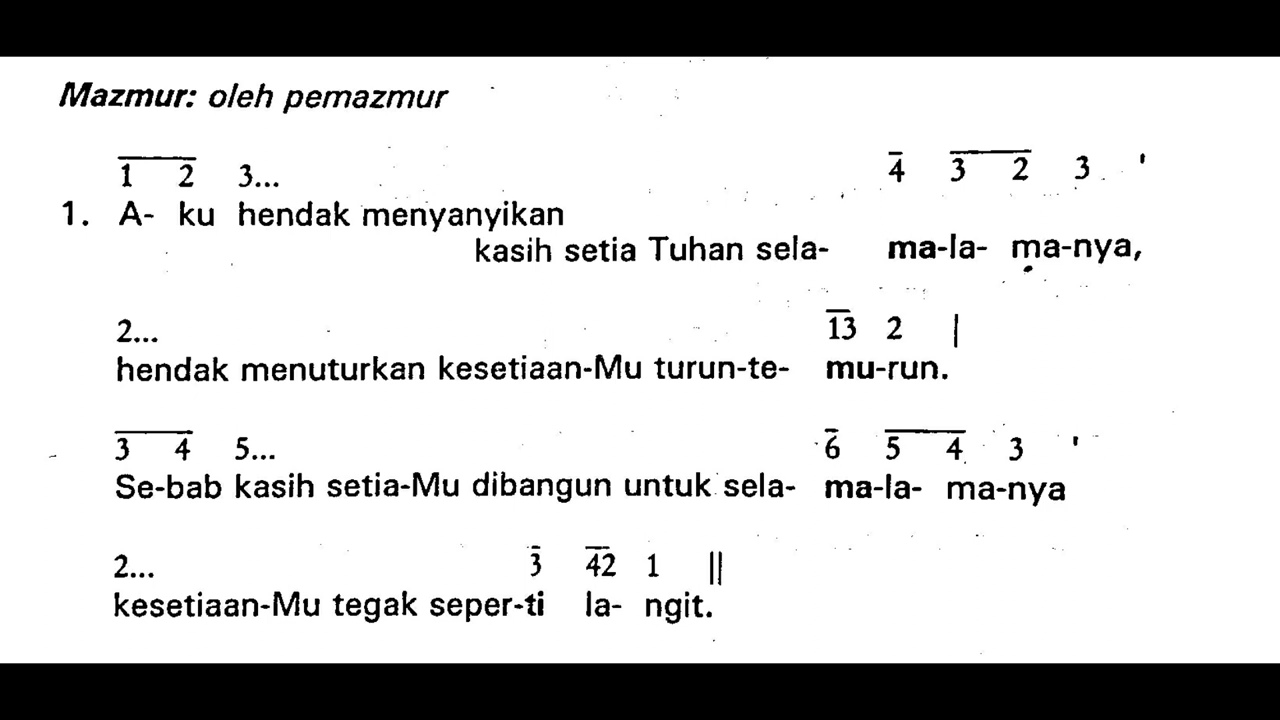 Mazmur: oleh pemazmur
1 2 3... 4 3 2 3 '
1. A- ku hendak menyanyikan
kasih setia Tuhan sela- ma-la- ma-nya,
2... 13 2 |
hendak menuturkan kesetiaan-Mu turun-te- mu-run.
3 4 5... 6 5 4 3 '
Se-bab kasih setia-Mu dibangun untuk sela- ma-la- ma-nya
2... 3 42 1 ||
kesetiaan-Mu tegak seper-ti la- ngit.